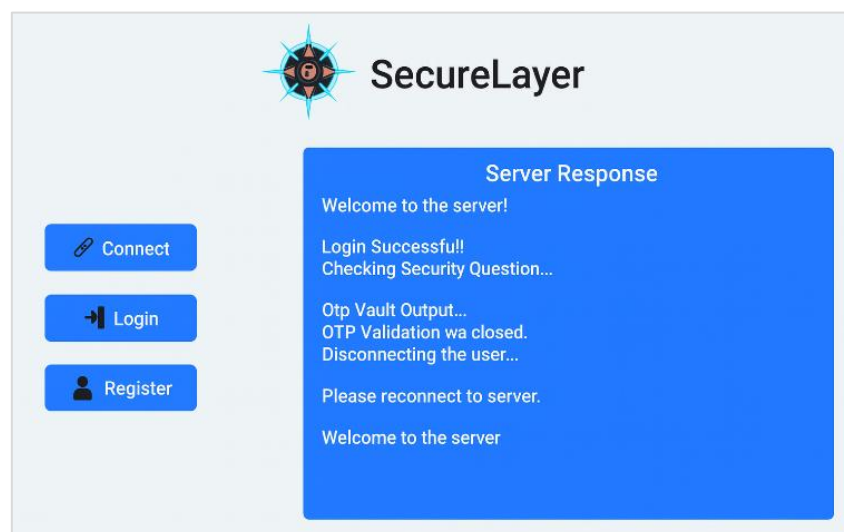 SecureLayer
Connect
Login
Register
Server Response
Welcome to the server!
Login Successfu!!
Checking Security Question...
Otp Vault Output...
OTP Validation wa closed.
Disconnecting the user...
Please reconnect to server.
Welcome to the server